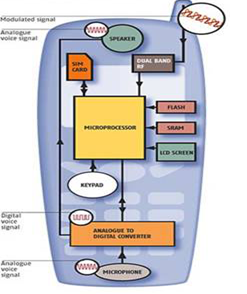 Modulated signal
Analogue
voice signal
SPEAKER
SIM
CARD
DUAL BAND
RF
MICROPROCESSOR
FLASH
SRAM
LCD SCREEN
KEYPAD
Digital
voice
signal
ANALOGUE TO
DIGITAL CONVERTER
Analogue
voice
signal
MICROPHONE